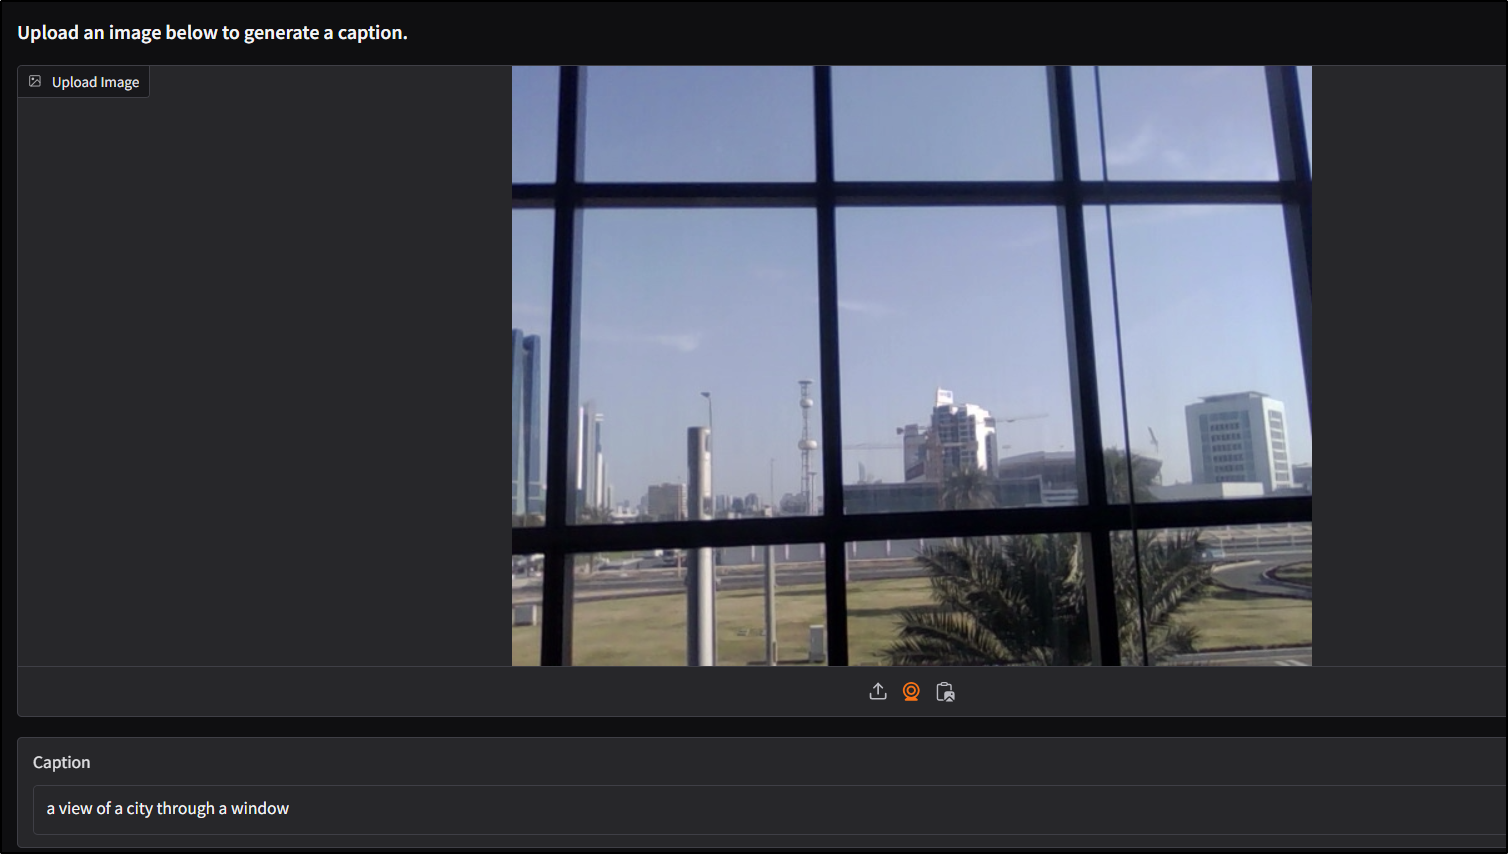 Upload an image below to generate a caption.
Upload Image
Caption
a view of a city through a window